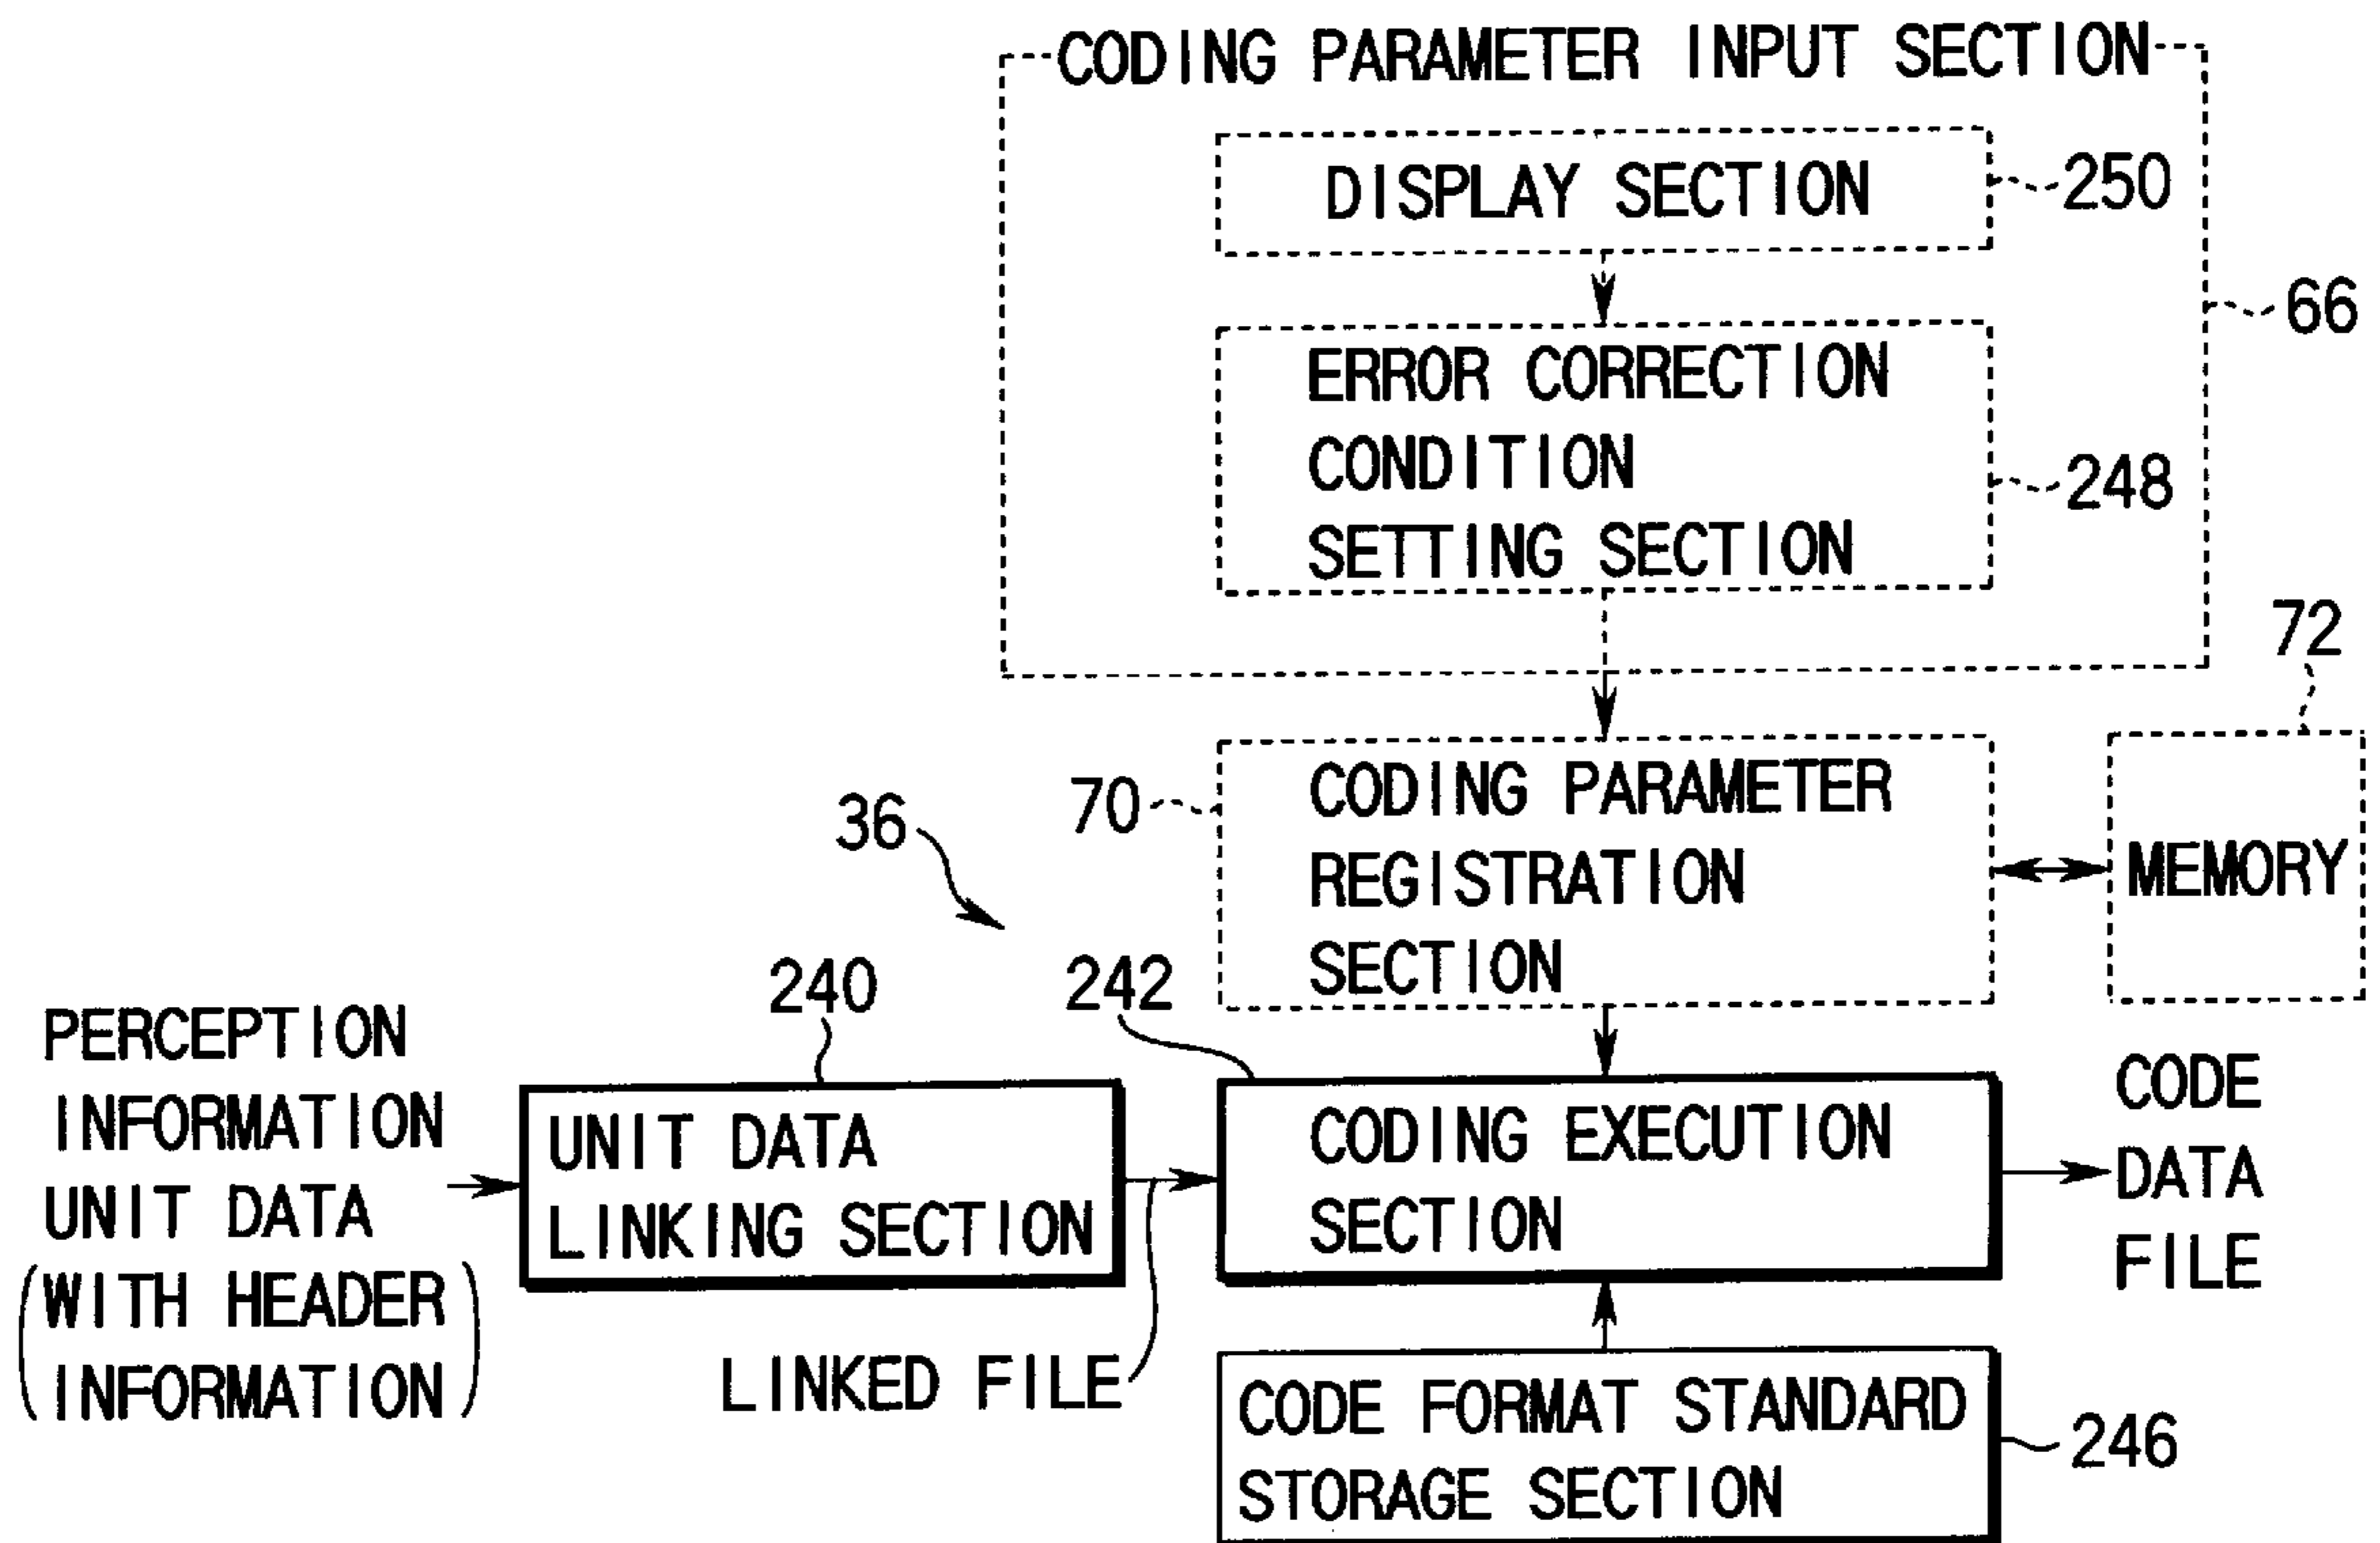 CODING PARAMETER INPUT SECTION
DISPLAY SECTION
250
66
ERROR CORRECTION
CONDITION
SETTING SECTION
248
72
70
CODING PARAMETER
REGISTRATION
SECTION
MEMORY
36
240
242
PERCEPTION
INFORMATION
UNIT DATA
(WITH HEADER
INFORMATION)
UNIT DATA
LINKING SECTION
LINKED FILE
CODING EXECUTION
SECTION
CODE
DATA
FILE
CODE FORMAT STANDARD
STORAGE SECTION
246